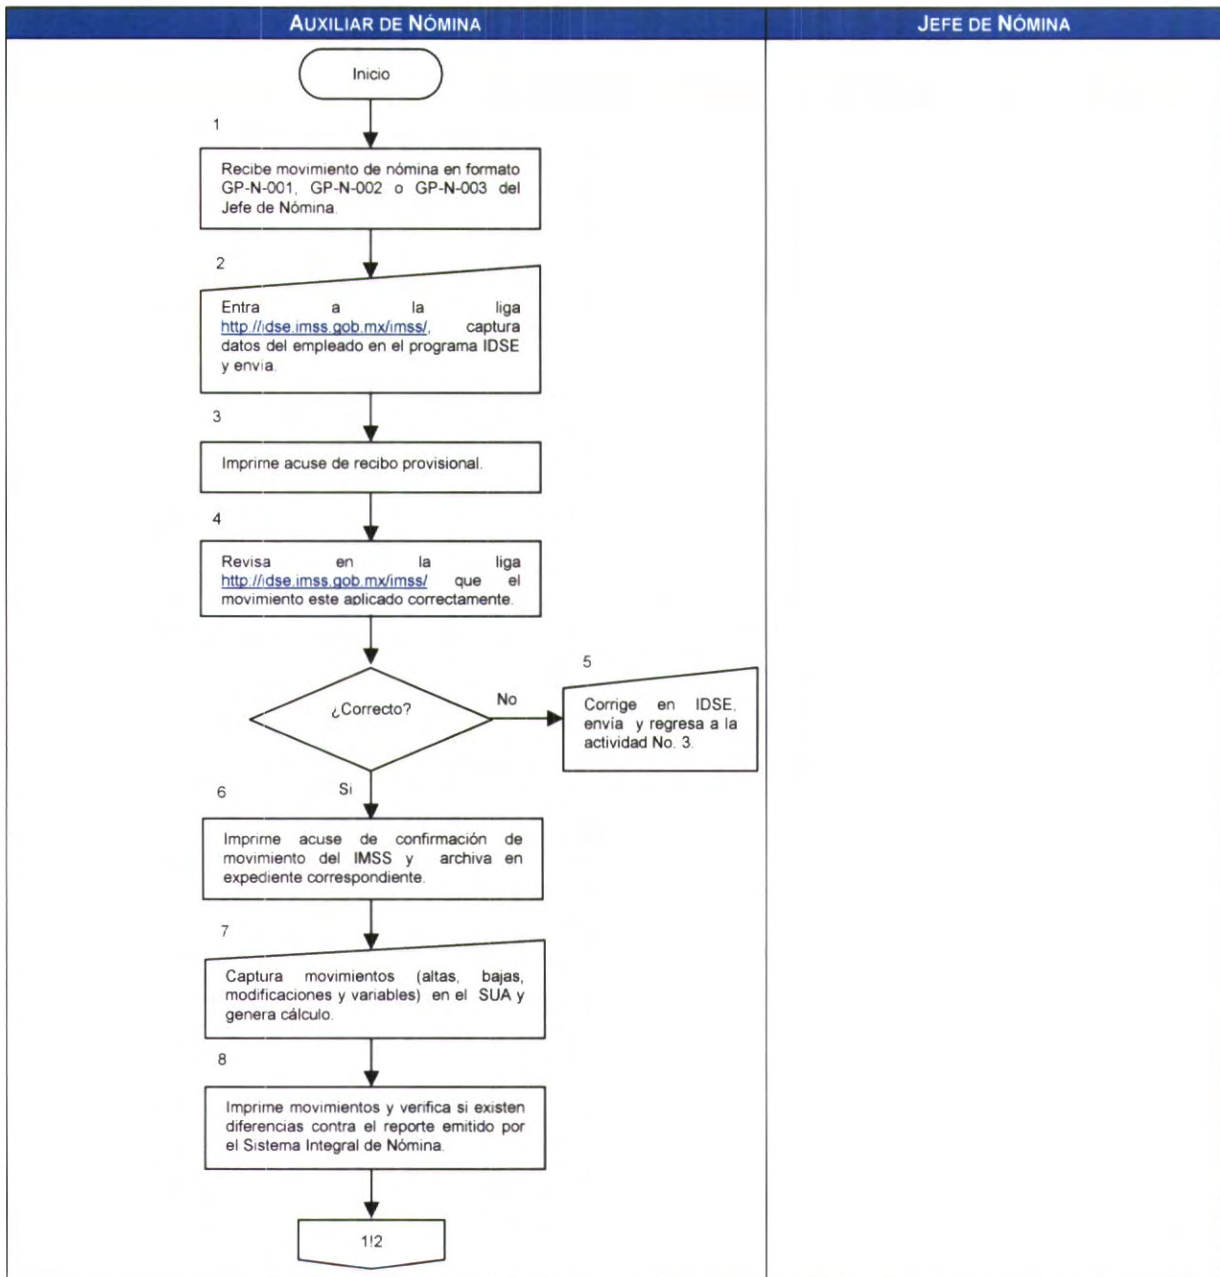 AUXILIAR DE NÓMINA
JEFE DE NÓMINA
Inicio
1
Recibe movimiento de nómina en formato
GP-N-001, GP-N-002 o GP-N-003 del
Jefe de Nómina.
2
Entra a la liga
http://idse.imss.gob.mx/imss/, captura
datos del empleado en el programa IDSE
y envia.
3
Imprime acuse de recibo provisional.
4
Revisa en la liga
http://idse.imss.gob.mx/imss/ que el
movimiento este aplicado correctamente.
¿Correcto?
No
5
Corrige en IDSE,
envía y regresa a la
actividad No. 3.
Si
6
Imprime acuse de confirmación de
movimiento del IMSS y archiva en
expediente correspondiente.
7
Captura movimientos (altas, bajas,
modificaciones y variables) en el SUA y
genera cálculo.
8
Imprime movimientos y verifica si existen
diferencias contra el reporte emitido por
el Sistema Integral de Nómina.
1!2